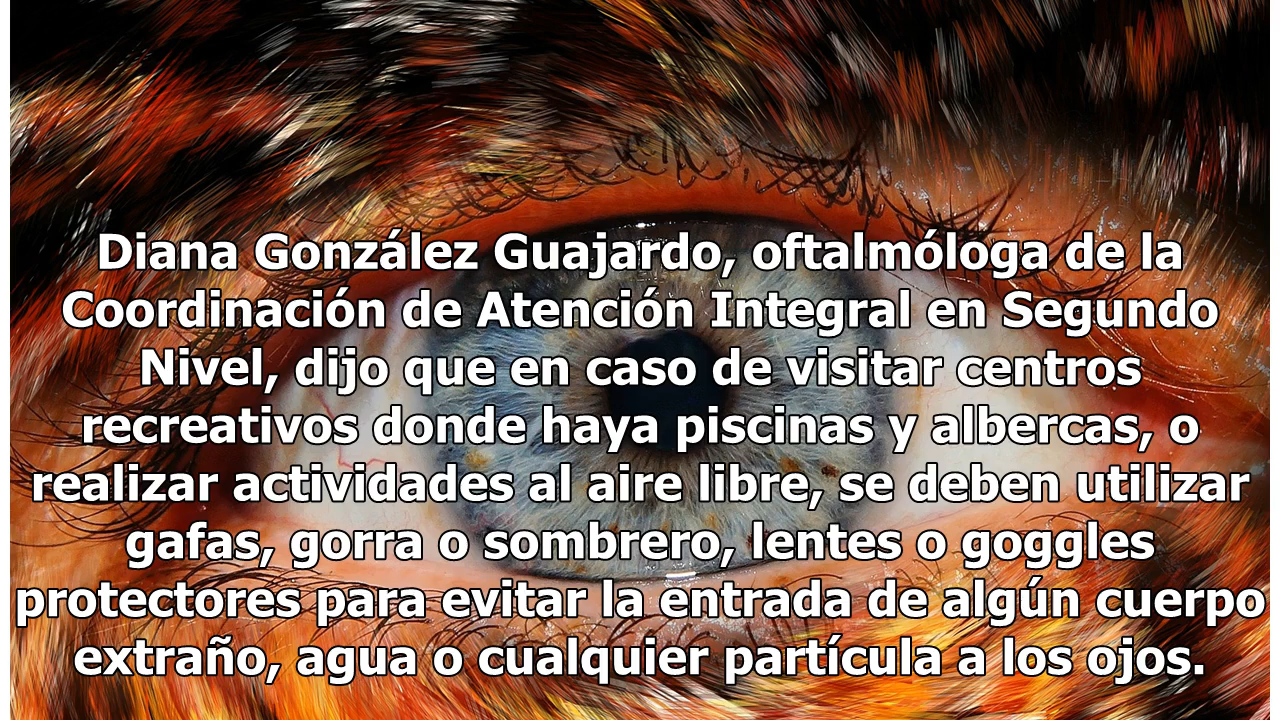 Diana González Guajardo, oftalmóloga de la
Coordinación de Atención Integral en Segundo
Nivel, dijo que en caso de visitar centros
recreativos donde haya piscinas y albercas, o
realizar actividades al aire libre, se deben utilizar
gafas, gorra o sombrero, lentes o goggles
protectores para evitar la entrada de algún cuerpo
extraño, agua o cualquier partícula a los ojos.